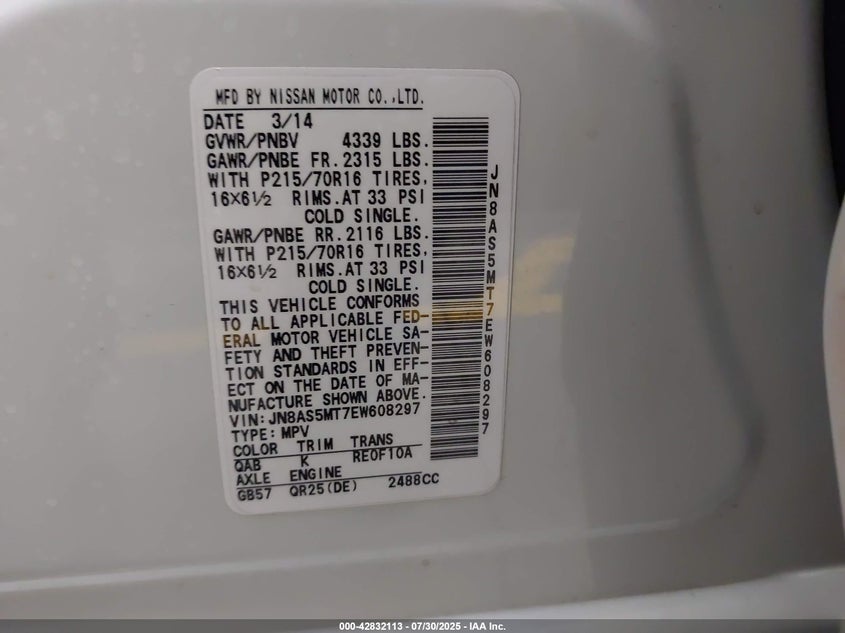 MFD BY NISSAN MOTOR CO.,LTD.
DATE 3/14
GVWR/PNBV 4339 LBS.
GAWR/PNBE FR. 2315 LBS.
WITH P215/70R16 TIRES,
16×6½ RIMS. AT 33 PSI
COLD SINGLE.
GAWR/PNBE RR. 2116 LBS.
WITH P215/70R16 TIRES,
16×6½ RIMS. AT 33 PSI
COLD SINGLE.
THIS VEHICLE CONFORMS
TO ALL APPLICABLE FED-
ERAL MOTOR VEHICLE SA-
FETY AND THEFT PREVEN-
TION STANDARDS IN EFF-
ECT ON THE DATE OF MA-
NUFACTURE SHOWN ABOVE.
VIN: JN8AS5MT7EW608297
TYPE: MPV
COLOR TRIM TRANS
QAB K RE0F10A
AXLE ENGINE
GB57 QR25(DE) 2488CC
JN8AS5MT7EW608297
000-42832113 - 07/30/2025 - IAA Inc.